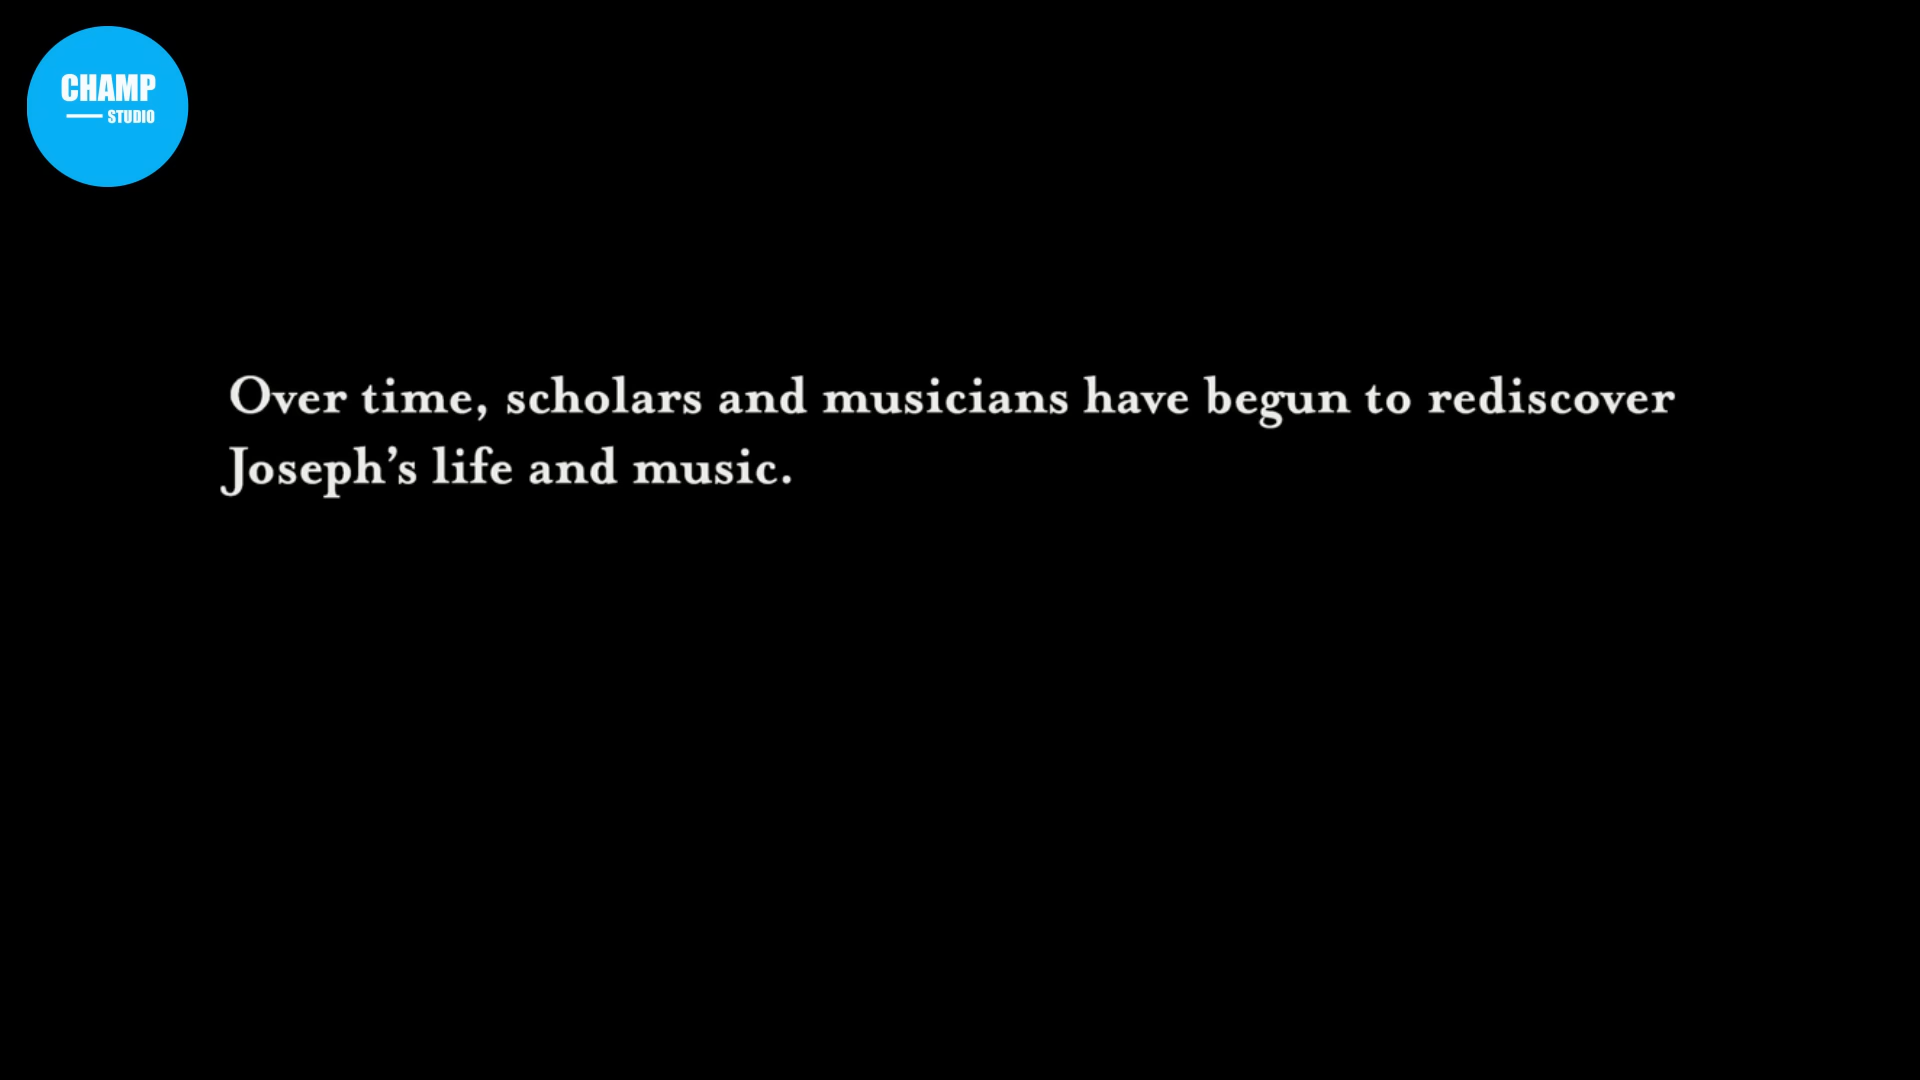 CHAMP
STUDIO
Over time, scholars and musicians have begun to rediscover
Joseph’s life and music.